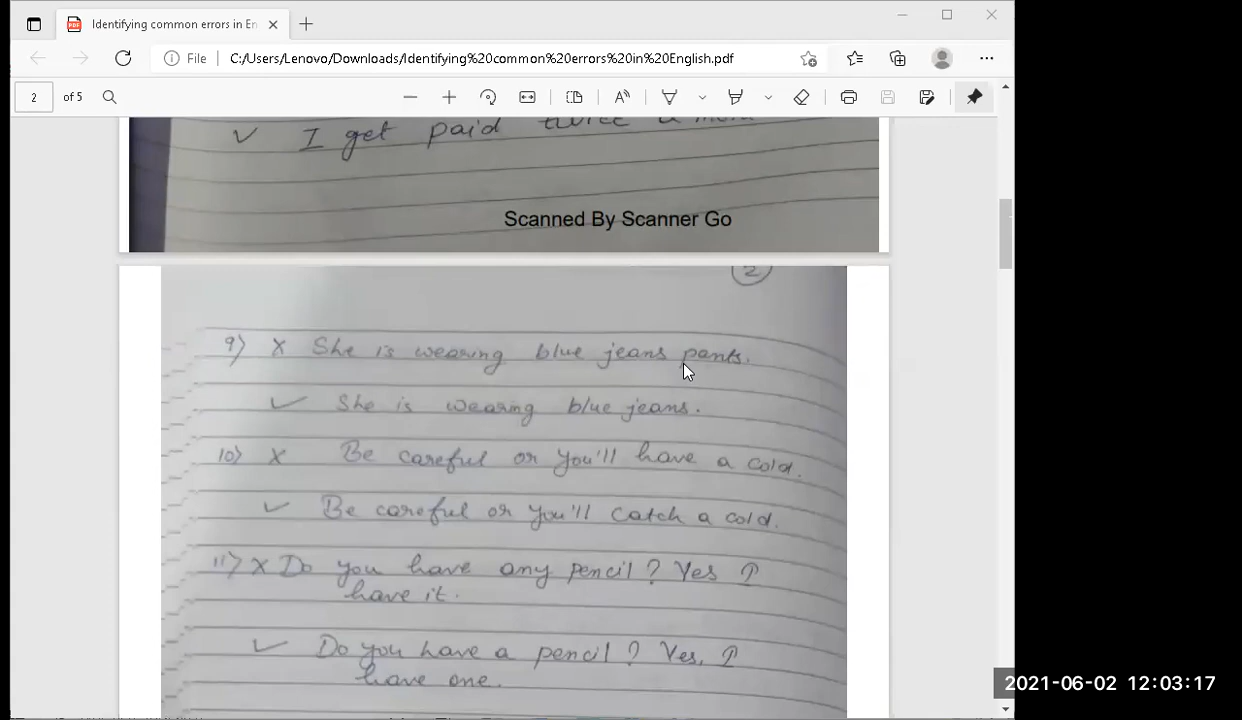 Identifying common errors in En
File
C:/Users/Lenovo/Downloads/Identifying%20common%20errors%20in%20English.pdf
2 of 5
✓ I get paid twice a
Scanned By Scanner Go
2
9) X She is wearing blue jeans pants.
✓ She is wearing blue jeans.
10) X Be careful or you'll have a cold.
✓ Be careful or you'll catch a cold.
11) X Do you have any pencil? Yes I
have it.
✓ Do you have a pencil? Yes, I
have one.
2021-06-02 12:03:17